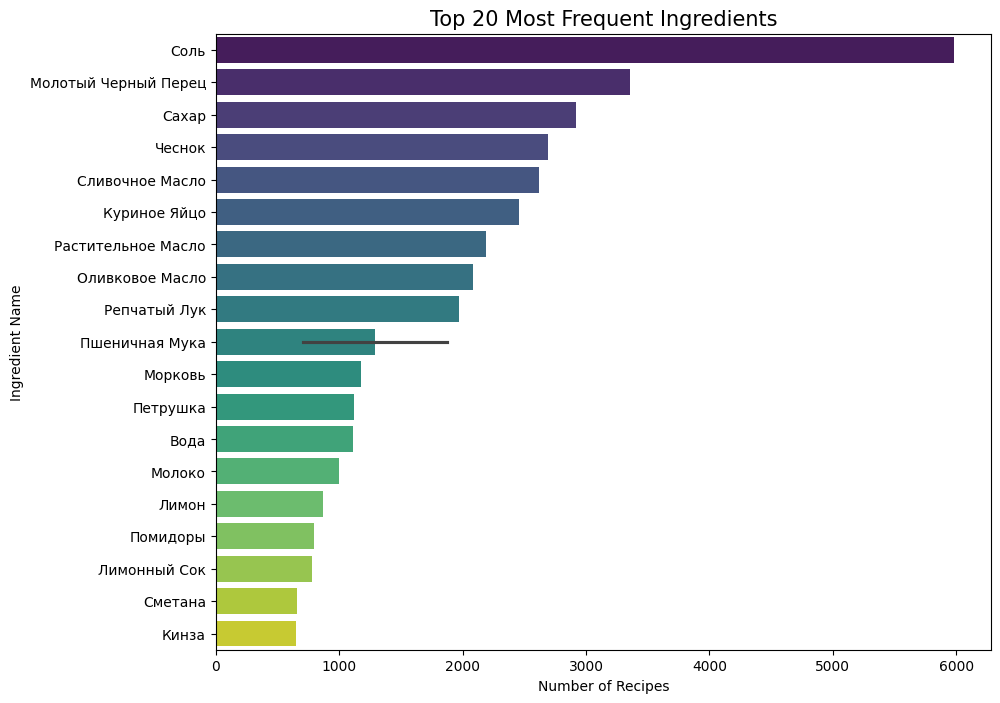 Top 20 Most Frequent Ingredients
Соль
Молотый Черный Перец
Сахар
Чеснок
Сливочное Масло
Куриное Яйцо
Растительное Масло
Оливковое Масло
Репчатый Лук
Пшеничная Мука
Морковь
Петрушка
Вода
Молоко
Лимон
Помидоры
Лимонный Сок
Сметана
Кинза
Ingredient Name
0 1000 2000 3000 4000 5000 6000
Number of Recipes